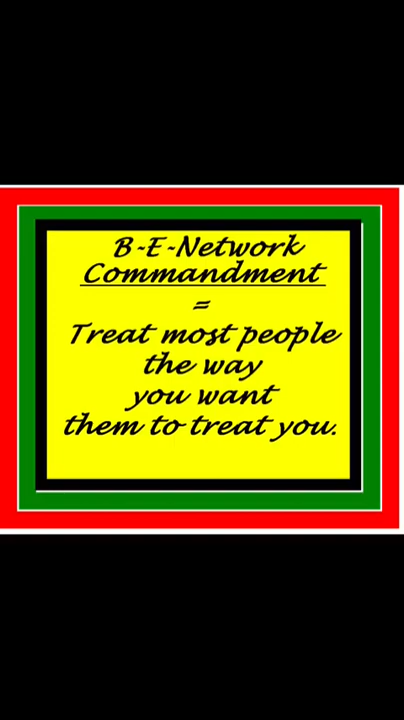 B-E-Network
Commandment
=
Treat most people
the way
you want
them to treat you.